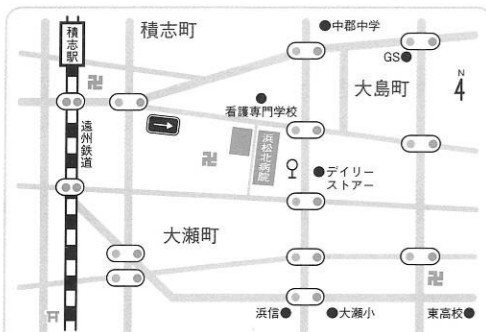 積志駅
積志町
中郡中学
GS
大島町
N
看護専門学校
遠州鉄道
浜松北病院
デイリー
ストアー
大瀬町
浜信
大瀬小
東高校